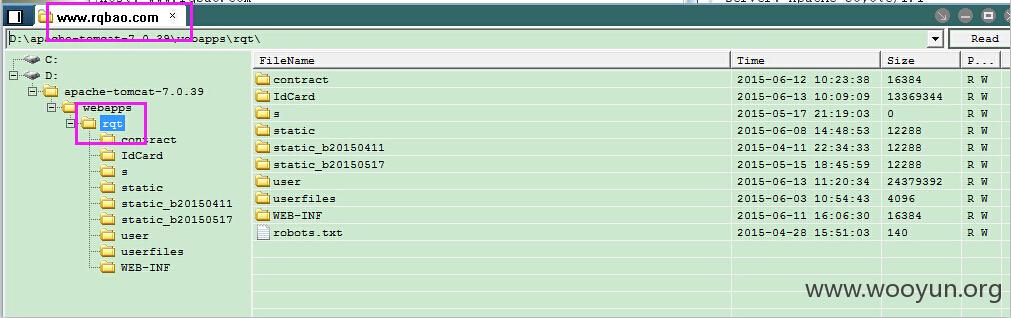 www.rqbao.com ×
D:\apache-tomcat-7.0.39\webapps\rqt\
Read
C:
D:
apache-tomcat-7.0.39
webapps
rqt
contract
IdCard
s
static
static_b20150411
static_b20150517
user
userfiles
WEB-INF
FileName Time Size P...
contract 2015-06-12 10:23:38 16384 R W
IdCard 2015-06-13 10:09:09 13369344 R W
s 2015-05-17 21:19:03 0 R W
static 2015-06-08 14:48:53 12288 R W
static_b20150411 2015-04-11 22:34:33 12288 R W
static_b20150517 2015-05-15 18:45:59 12288 R W
user 2015-06-13 11:20:34 24379392 R W
userfiles 2015-06-03 10:54:43 4096 R W
WEB-INF 2015-06-11 16:06:30 16384 R W
robots.txt 2015-04-28 15:51:03 140 R W
www.wooyun.org